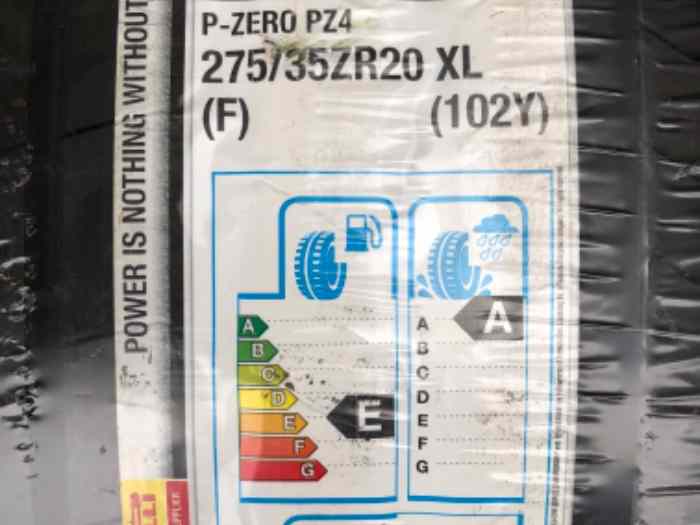 P-ZERO PZ4
275/35ZR20 XL
(F) (102Y)
POWER IS NOTHING WITHOUT
A
B
C
D
E
F
G
E
A
B
C
D
E
F
G
A